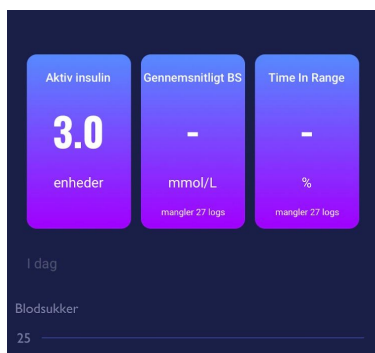 Aktiv insulin
Gennemsnitligt BS
Time In Range
3.0
-
-
enheder
mmol/L
%
mangler 27 logs
mangler 27 logs
I dag
Blodsukker
25